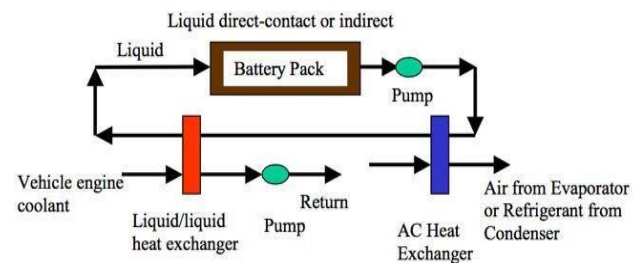 Liquid direct-contact or indirect
Liquid
Battery Pack
Pump
Vehicle engine
coolant
Liquid/liquid
heat exchanger
Pump
Return
AC Heat
Exchanger
Air from Evaporator
or Refrigerant from
Condenser